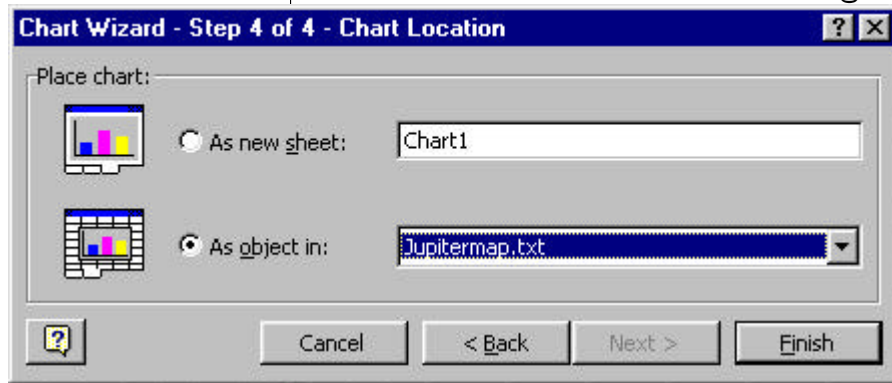 Chart Wizard - Step 4 of 4 - Chart Location
Place chart:
As new sheet: Chart1
As object in: Jupitermap.txt
Cancel < Back Next > Finish